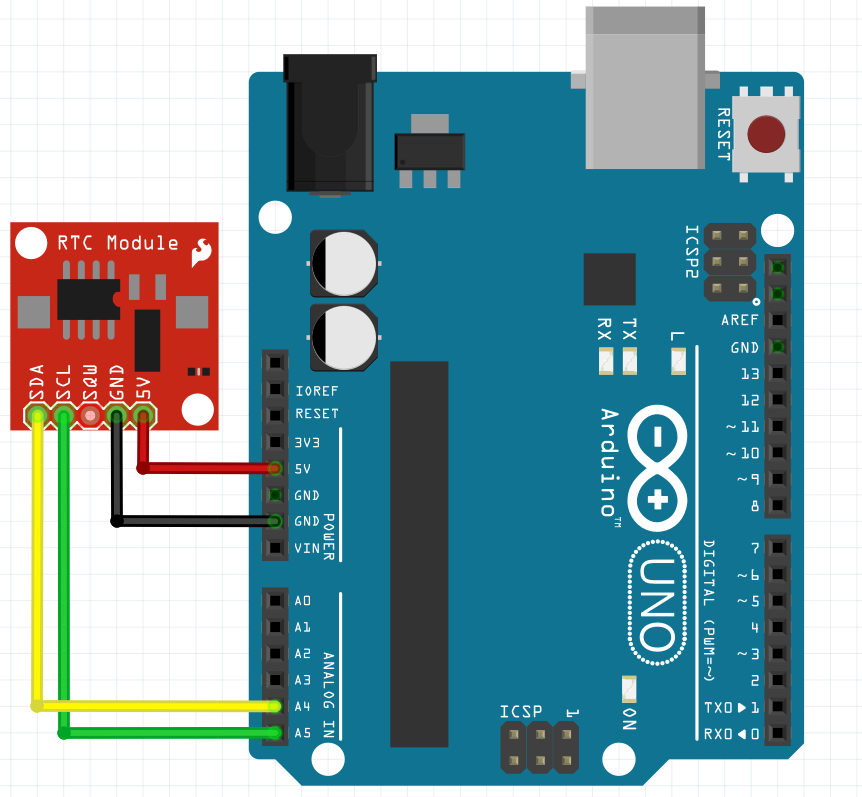 RESET
RTC Module
SDA
SCL
SQW
GND
5V
IOREF
RESET
3V3
5V
GND
GND
VIN
POWER
A0
A1
A2
A3
A4
A5
ANALOG IN
ICSP2
RX
TX
L
AREF
GND
13
12
~11
~10
~9
8
7
~6
~5
4
~3
2
TX0▶1
RX0◀0
DIGITAL (PWM=~)
Arduino™
UNO
ON
ICSP
1